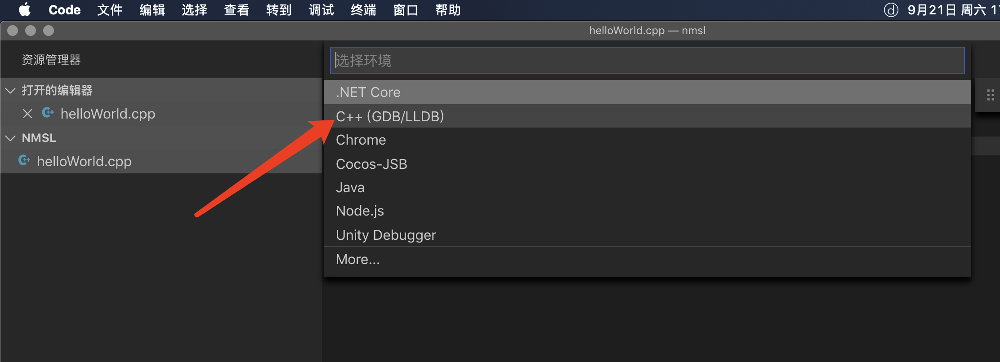 Code 文件 编辑 选择 查看 转到 调试 终端 窗口 帮助 9月21日 周六 17
helloWorld.cpp — nmsl
资源管理器
选择环境
打开的编辑器
helloWorld.cpp
NMSL
helloWorld.cpp
.NET Core
C++ (GDB/LLDB)
Chrome
Cocos-JSB
Java
Node.js
Unity Debugger
More...